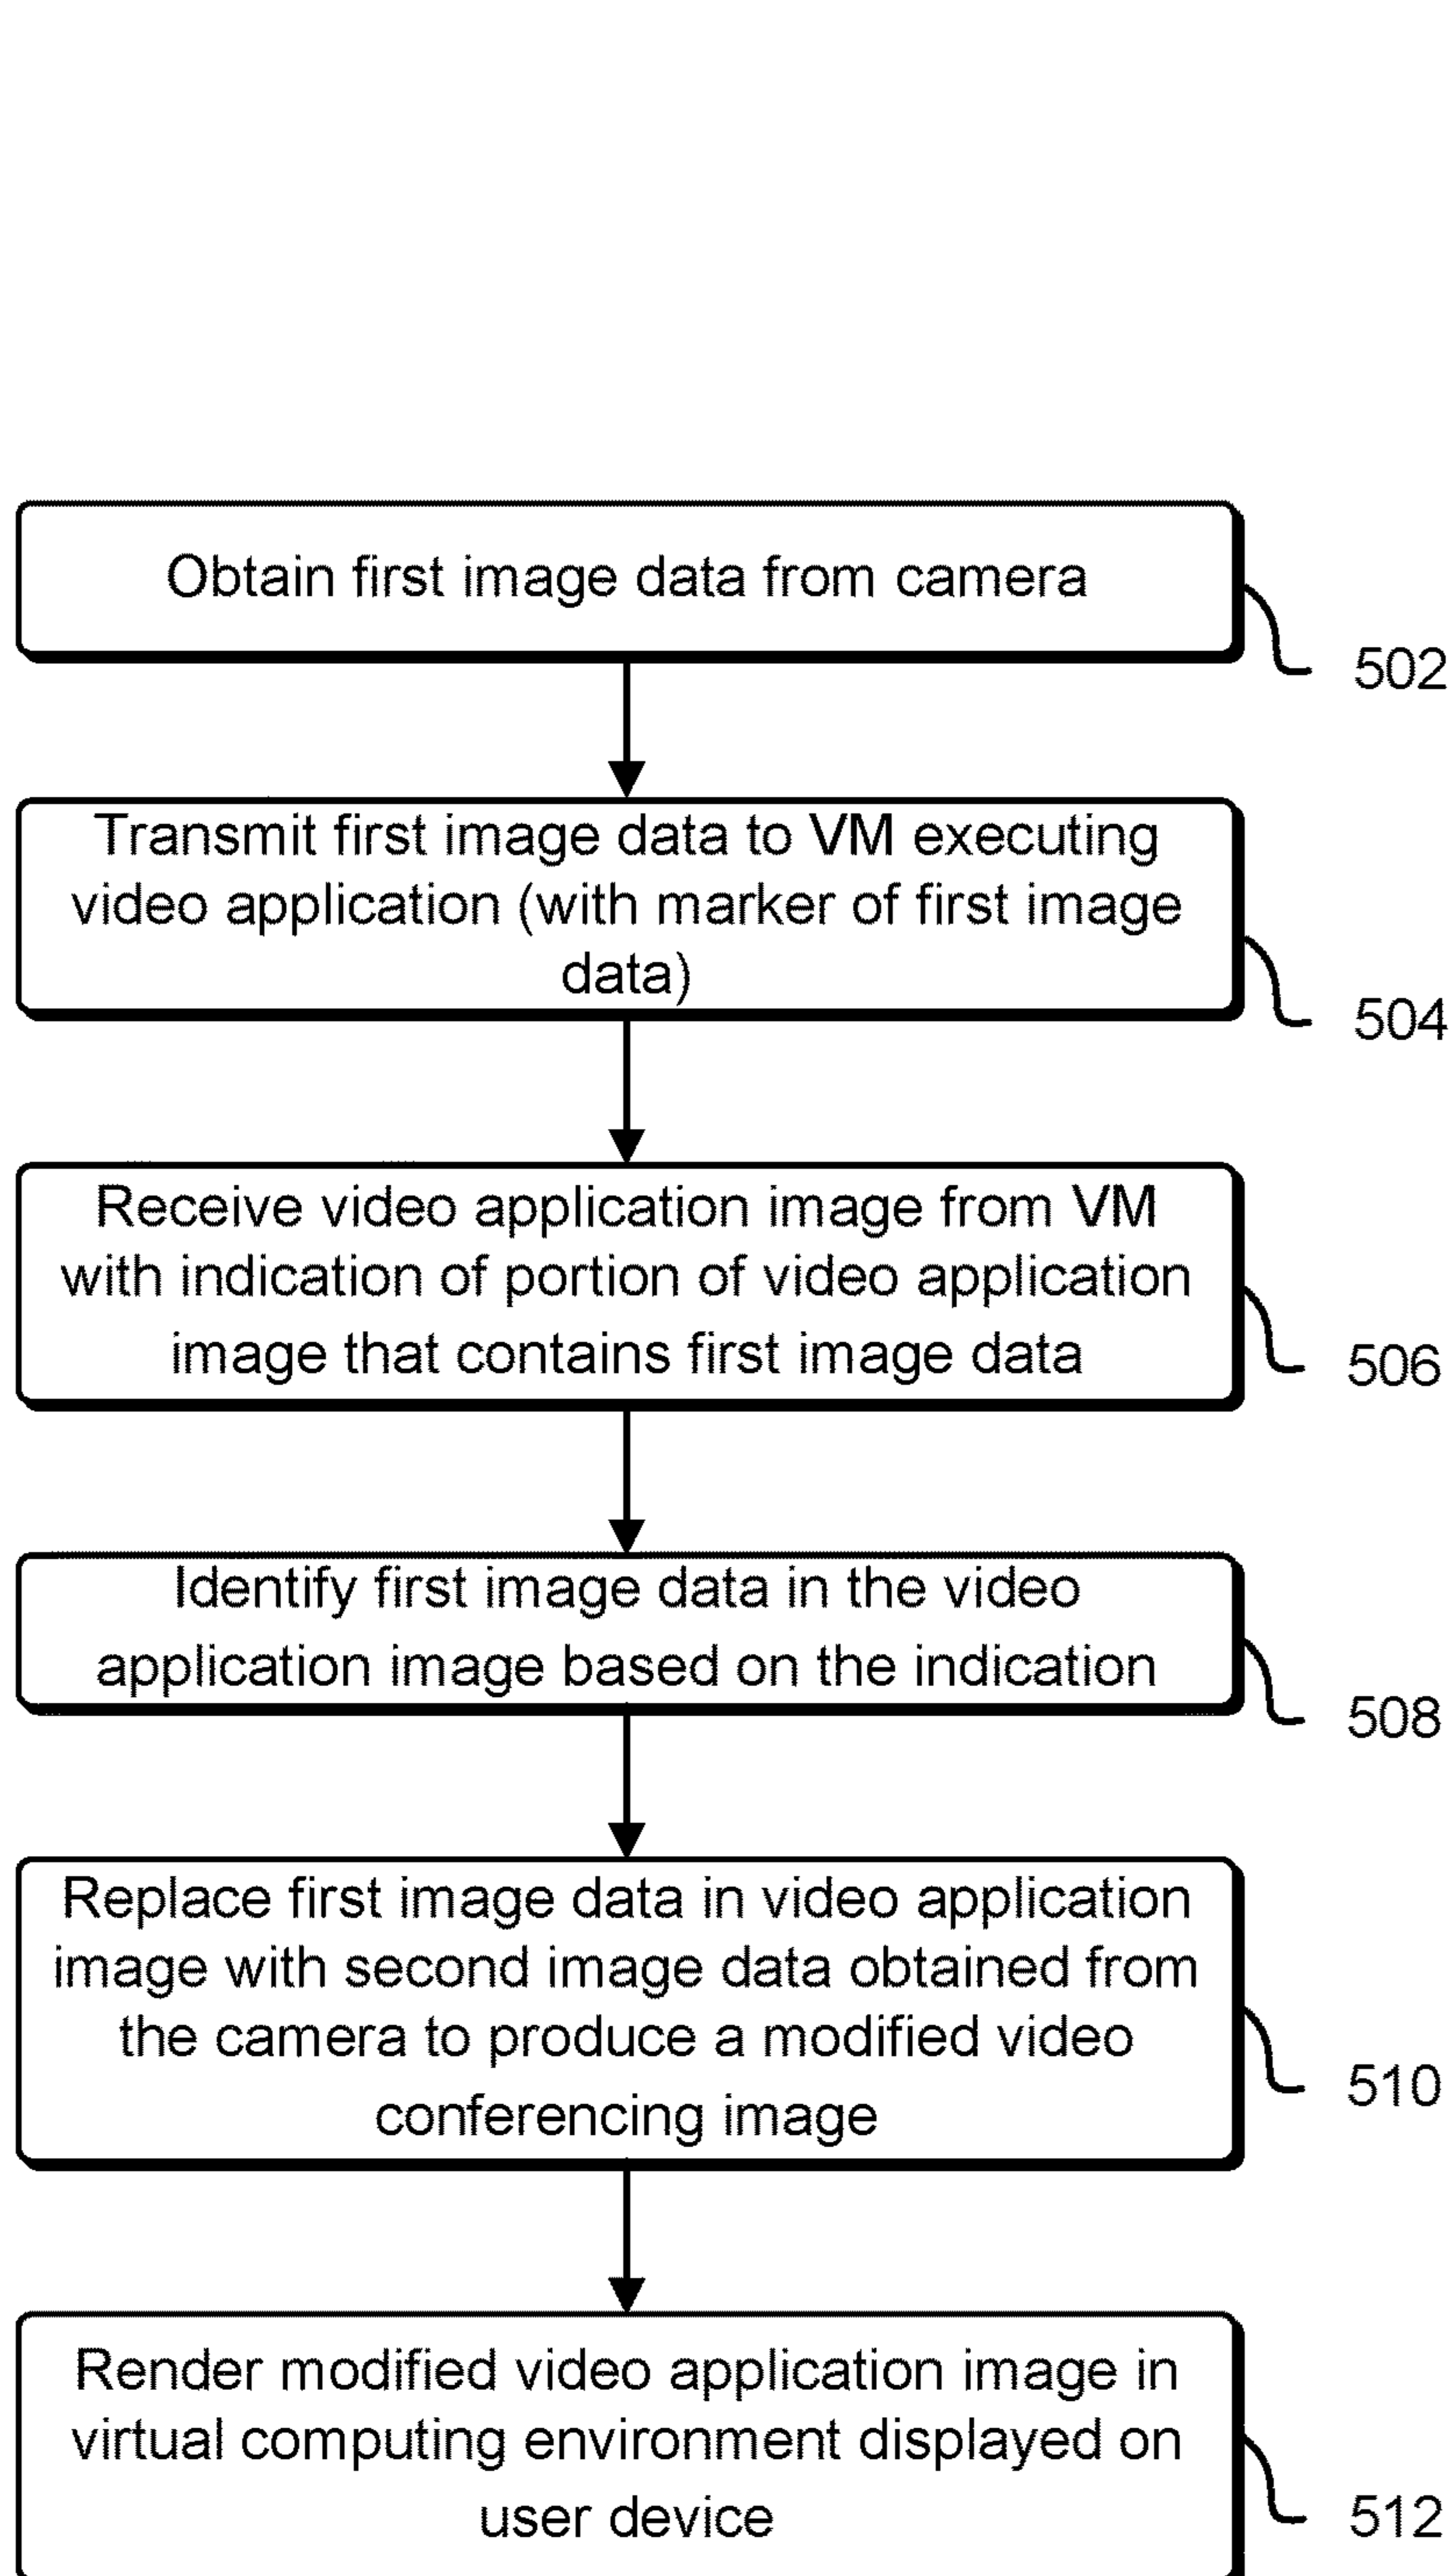 Obtain first image data from camera
502
Transmit first image data to VM executing
video application (with marker of first image
data)
504
Receive video application image from VM
with indication of portion of video application
image that contains first image data
506
Identify first image data in the video
application image based on the indication
508
Replace first image data in video application
image with second image data obtained from
the camera to produce a modified video
conferencing image
510
Render modified video application image in
virtual computing environment displayed on
user device
512